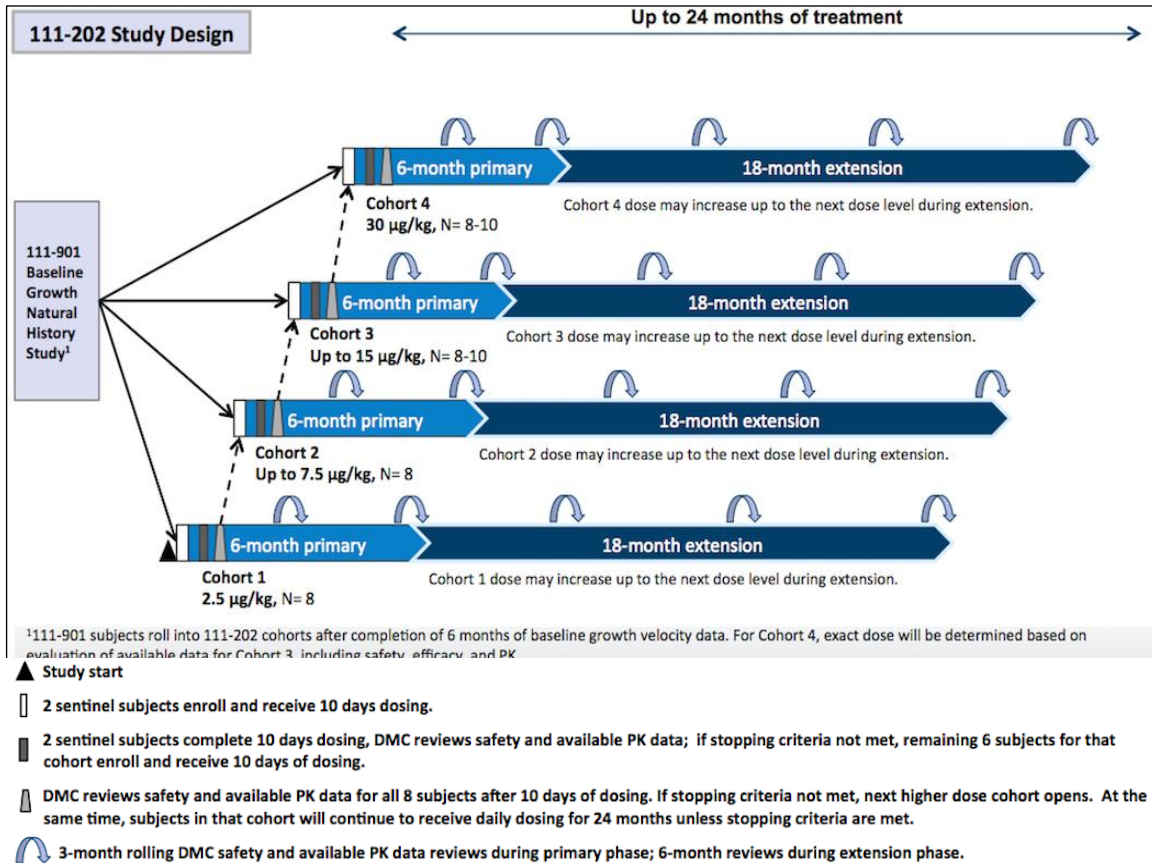 111-202 Study Design
Up to 24 months of treatment
6-month primary
18-month extension
Cohort 4
30 µg/kg, N= 8-10
Cohort 4 dose may increase up to the next dose level during extension.
111-901
Baseline
Growth
Natural
History
Study¹
6-month primary
18-month extension
Cohort 3
Up to 15 µg/kg, N= 8-10
Cohort 3 dose may increase up to the next dose level during extension.
6-month primary
18-month extension
Cohort 2
Up to 7.5 µg/kg, N= 8
Cohort 2 dose may increase up to the next dose level during extension.
6-month primary
18-month extension
Cohort 1
2.5 µg/kg, N= 8
Cohort 1 dose may increase up to the next dose level during extension.
¹111-901 subjects roll into 111-202 cohorts after completion of 6 months of baseline growth velocity data. For Cohort 4, exact dose will be determined based on
evaluation of available data for Cohort 3, including safety, efficacy, and PK
Study start
2 sentinel subjects enroll and receive 10 days dosing.
2 sentinel subjects complete 10 days dosing, DMC reviews safety and available PK data; if stopping criteria not met, remaining 6 subjects for that
cohort enroll and receive 10 days of dosing.
DMC reviews safety and available PK data for all 8 subjects after 10 days of dosing. If stopping criteria not met, next higher dose cohort opens. At the
same time, subjects in that cohort will continue to receive daily dosing for 24 months unless stopping criteria are met.
3-month rolling DMC safety and available PK data reviews during primary phase; 6-month reviews during extension phase.